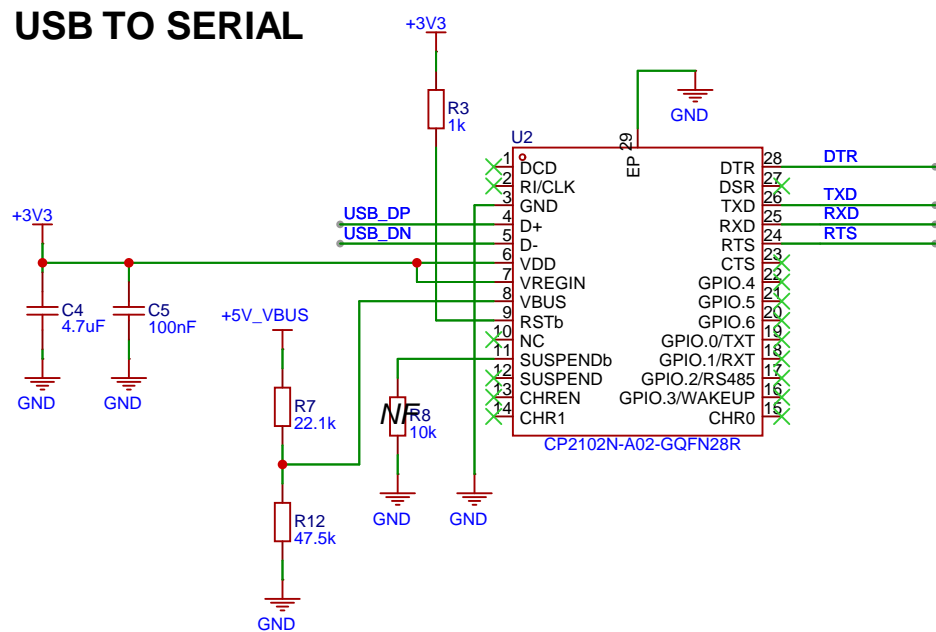 USB TO SERIAL
+3V3
R3
1k
GND
U2
EP 29
1 DCD
2 RI/CLK
3 GND
4 D+
5 D-
6 VDD
7 VREGIN
8 VBUS
9 RSTb
10 NC
11 SUSPENDb
12 SUSPEND
13 CHREN
14 CHR1
DTR 28
DSR 27
TXD 26
RXD 25
RTS 24
CTS 23
GPIO.4 22
GPIO.5 21
GPIO.6 20
GPIO.0/TXT 19
GPIO.1/RXT 18
GPIO.2/RS485 17
GPIO.3/WAKEUP 16
CHR0 15
CP2102N-A02-GQFN28R
DTR
TXD
RXD
RTS
USB_DP
USB_DN
+3V3
C4
4.7uF
GND
C5
100nF
GND
+5V_VBUS
R7
22.1k
R12
47.5k
GND
NF
R8
10k
GND
GND